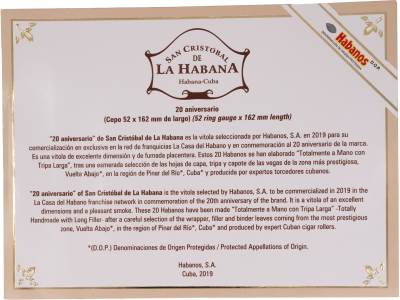 SAN CRISTOBAL
DE
LA HABANA
Habana-Cuba
Habanos
D.O.P.
20 aniversario
(Cepo 52 x 162 mm de largo) (52 ring gauge x 162 mm length)
"20 aniversario" de San Cristóbal de La Habana es la vitola seleccionada por Habanos, S.A. en 2019 para su
comercialización en exclusiva en la red de franquicias La Casa del Habano y en conmemoración al 20 aniversario de la marca.
Es una vitola de excelente dimensión y de fumada placentera. Estos 20 Habanos se han elaborado "Totalmente a Mano con
Tripa Larga", tras una esmerada selección de las hojas de capa, tripa y capote de las vegas de la zona más prestigiosa,
Vuelta Abajo*, en la región de Pinar del Río*, Cuba* y producido por expertos torcedores cubanos.
"20 aniversario" of San Cristóbal de La Habana is the vitola selected by Habanos, S.A. to be commercialized in 2019 in the
La Casa del Habano franchise network in commemoration of the 20th anniversary of the brand. It is a vitola of an excellent
dimension and a pleasant smoke. These 20 Habanos have been made "Totalmente a Mano con Tripa Larga" -Totally
Handmade with Long Filler- after a careful selection of the wrapper, filler and binder leaves coming from the most prestigious
zone, Vuelta Abajo*, in the region of Pinar del Río*, Cuba*, and produced by expert Cuban cigar rollers.
*(D.O.P.) Denominaciones de Origen Protegidas / Protected Appellations of Origin.
Habanos, S.A.
Cuba, 2019